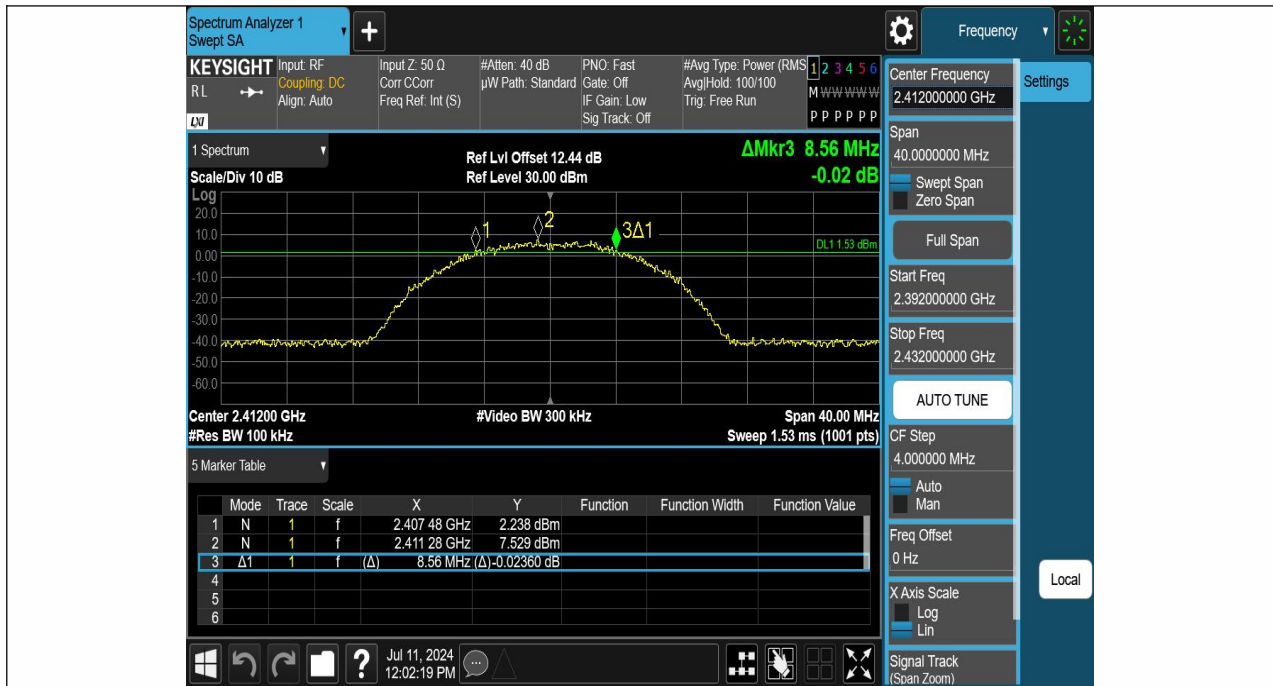 Spectrum Analyzer 1
Swept SA
+
Frequency
KEYSIGHT
RL
LXI
Input: RF
Coupling: DC
Align: Auto
Input Z: 50 Ω
Corr CCorr
Freq Ref: Int (S)
#Atten: 40 dB
µW Path: Standard
PNO: Fast
Gate: Off
IF Gain: Low
Sig Track: Off
#Avg Type: Power (RMS
Avg|Hold: 100/100
Trig: Free Run
1 2 3 4 5 6
M W W W W W
P P P P P P
1 Spectrum
Scale/Div 10 dB
Ref Lvl Offset 12.44 dB
Ref Level 30.00 dBm
ΔMkr3 8.56 MHz
-0.02 dB
Log
20.0
10.0
0.00
-10.0
-20.0
-30.0
-40.0
-50.0
-60.0
1
2
3Δ1
DL1 1.53 dBm
Center 2.41200 GHz
#Video BW 300 kHz
Span 40.00 MHz
#Res BW 100 kHz
Sweep 1.53 ms (1001 pts)
5 Marker Table
Mode Trace Scale X Y Function Function Width Function Value
1 N 1 f 2.407 48 GHz 2.238 dBm
2 N 1 f 2.411 28 GHz 7.529 dBm
3 Δ1 1 f (Δ) 8.56 MHz (Δ) -0.02360 dB
4
5
6
?
Jul 11, 2024
12:02:19 PM
Center Frequency
2.412000000 GHz
Settings
Span
40.0000000 MHz
Swept Span
Zero Span
Full Span
Start Freq
2.392000000 GHz
Stop Freq
2.432000000 GHz
AUTO TUNE
CF Step
4.000000 MHz
Auto
Man
Freq Offset
0 Hz
Local
X Axis Scale
Log
Lin
Signal Track
(Span Zoom)